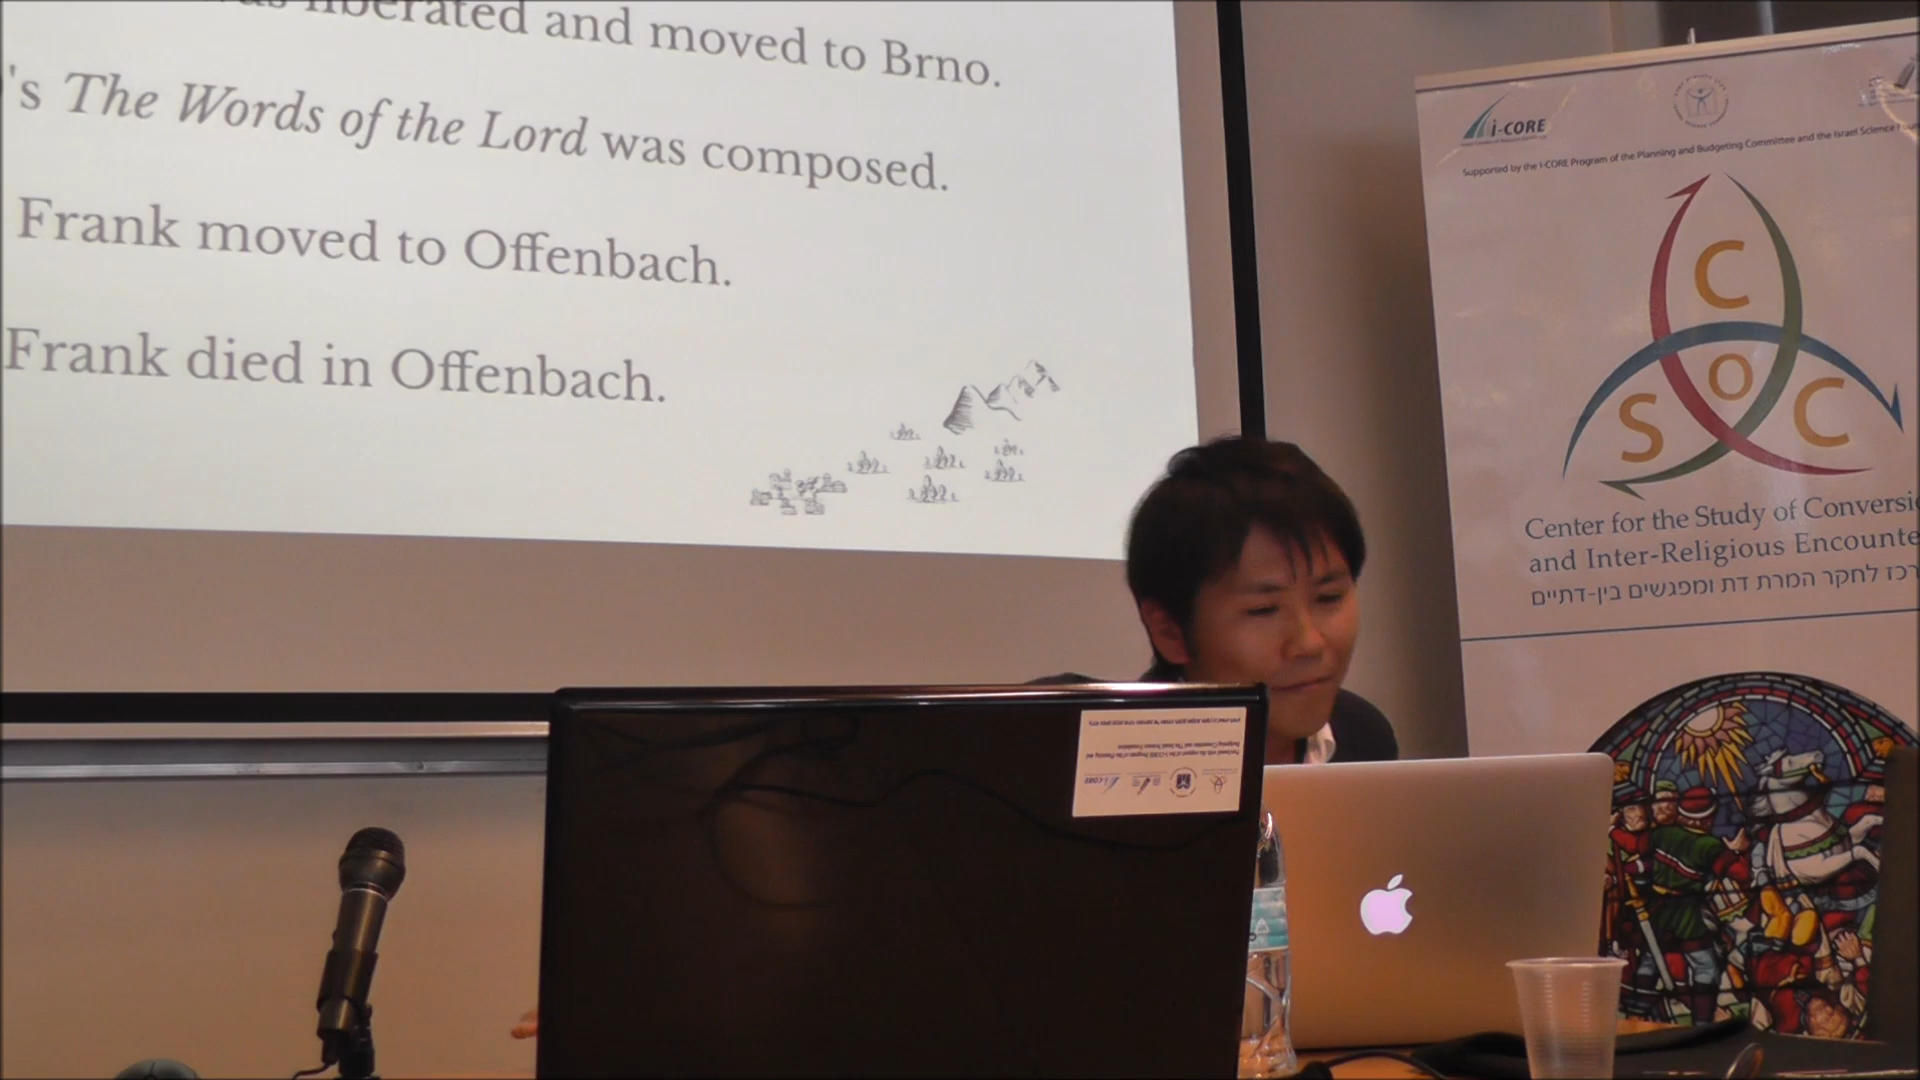 liberated and moved to Brno.
's The Words of the Lord was composed.
Frank moved to Offenbach.
Frank died in Offenbach.
i-CORE
Supported by the I-CORE Program of the Planning and Budgeting Committee and the Israel Science
C
S O C
Center for the Study of Conversi
and Inter-Religious Encounte
רכז לחקר המרת דת ומפגשים בין-דתיים
i-CORE